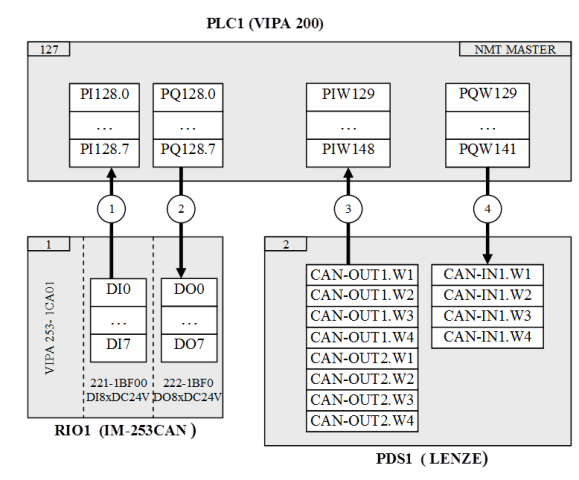 PLC1 (VIPA 200)
127
NMT MASTER
PI128.0
...
PI128.7
PQ128.0
...
PQ128.7
PIW129
...
PIW148
PQW129
...
PQW141
1
2
3
4
1
VIPA 253- 1CA01
DI0
...
DI7
221-1BF00
DI8xDC24V
DO0
...
DO7
222-1BF0
DO8xDC24V
RIO1 (IM-253CAN )
2
CAN-OUT1.W1
CAN-OUT1.W2
CAN-OUT1.W3
CAN-OUT1.W4
CAN-OUT2.W1
CAN-OUT2.W2
CAN-OUT2.W3
CAN-OUT2.W4
CAN-IN1.W1
CAN-IN1.W2
CAN-IN1.W3
CAN-IN1.W4
PDS1 ( LENZE)